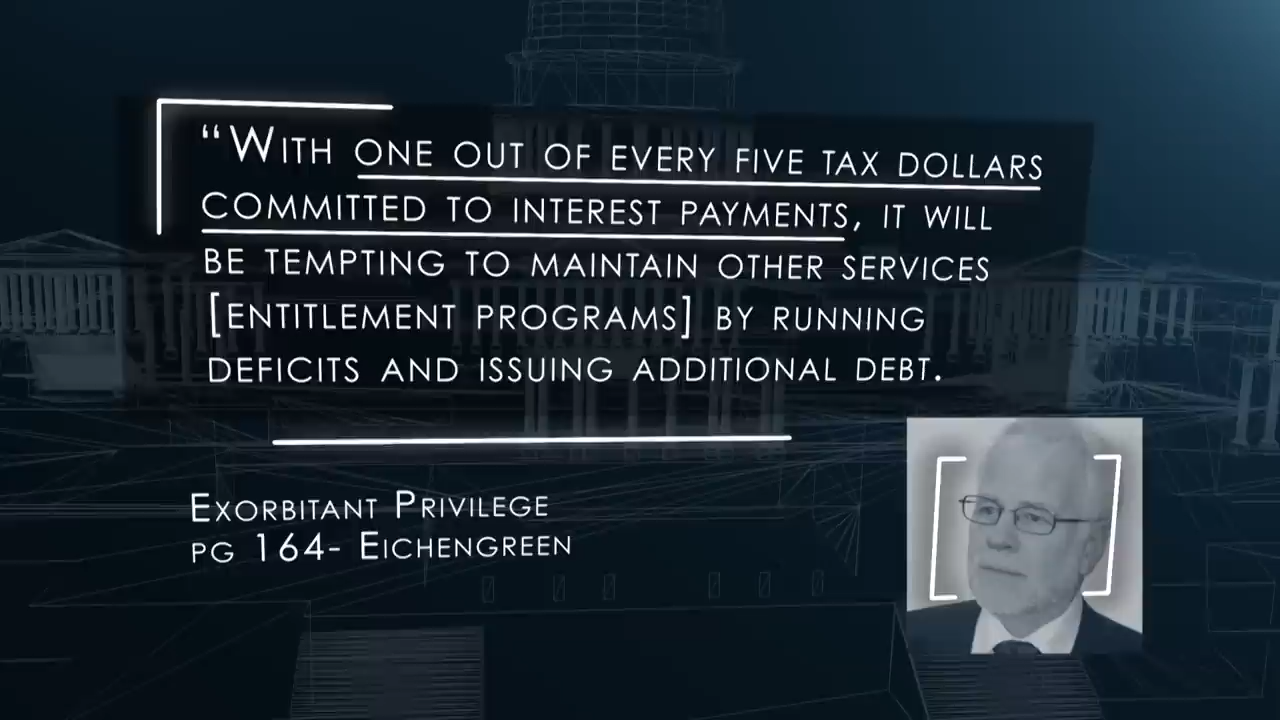 “WITH ONE OUT OF EVERY FIVE TAX DOLLARS
COMMITTED TO INTEREST PAYMENTS, IT WILL
BE TEMPTING TO MAINTAIN OTHER SERVICES
[ENTITLEMENT PROGRAMS] BY RUNNING
DEFICITS AND ISSUING ADDITIONAL DEBT.
EXORBITANT PRIVILEGE
PG 164- EICHENGREEN